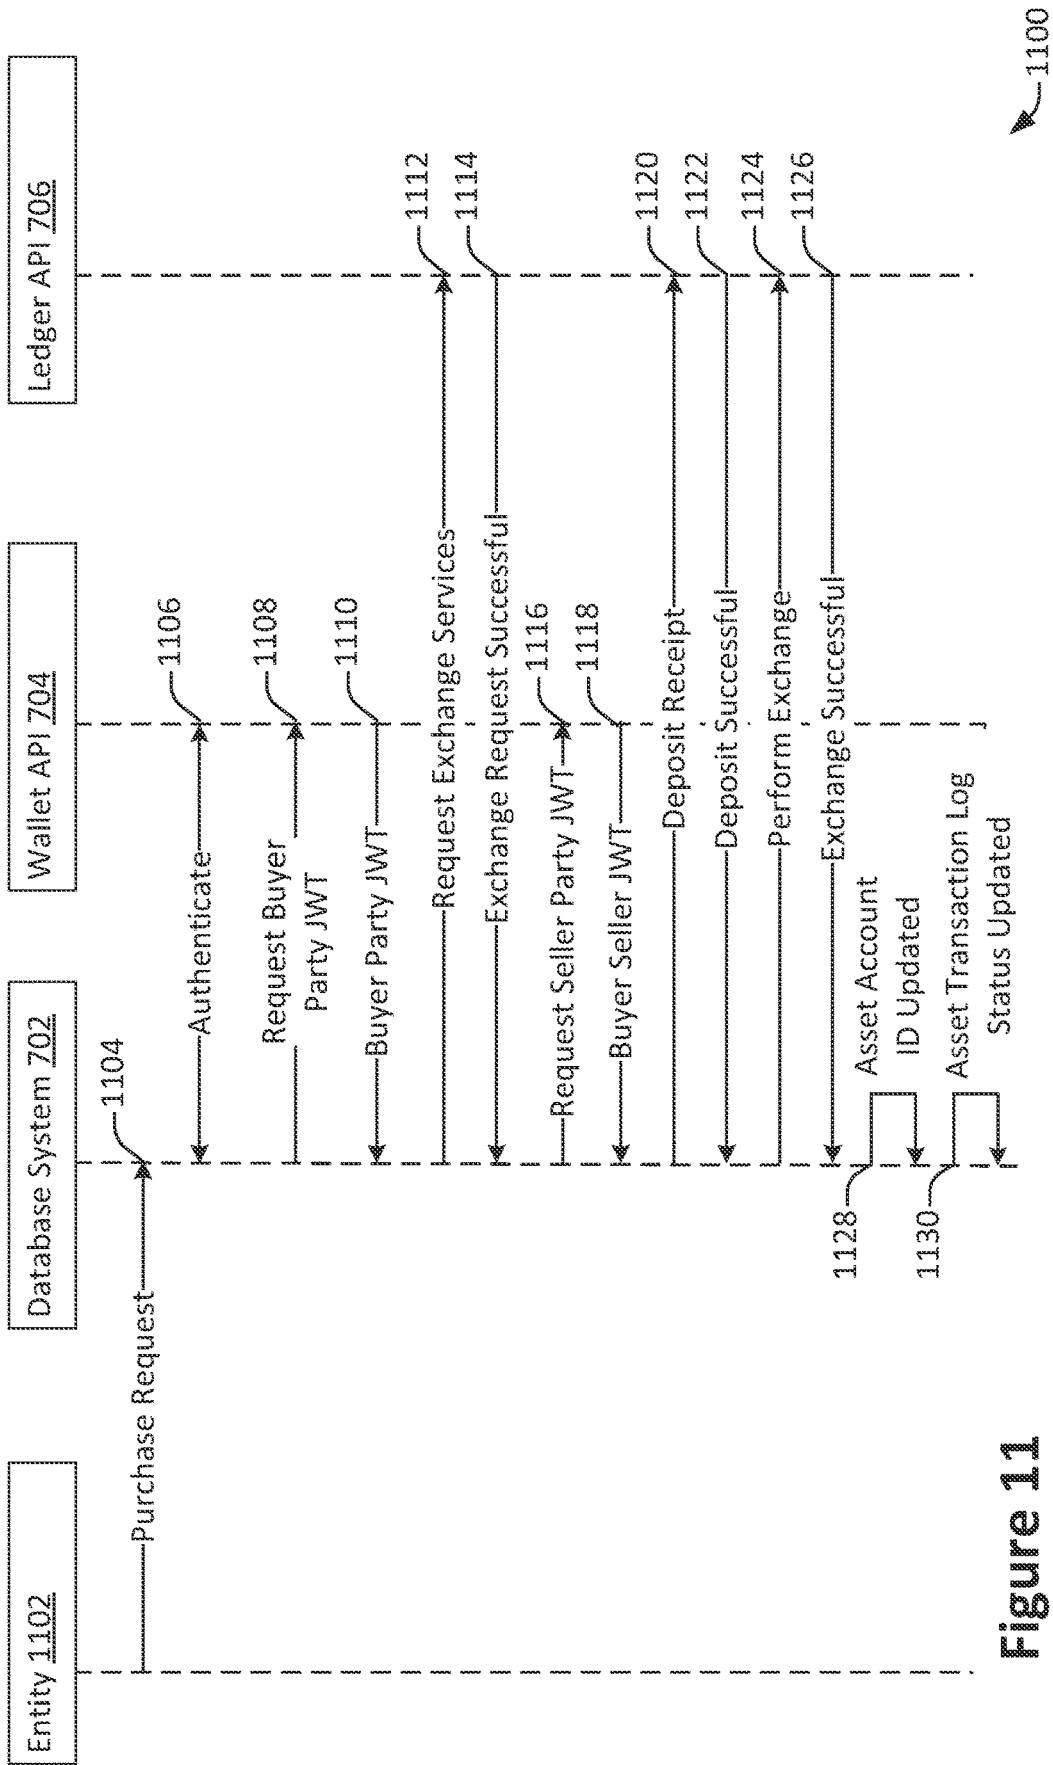 Entity 1102
Database System 702
Wallet API 704
Ledger API 706
1104
Purchase Request
1106
Authenticate
1108
Request Buyer
Party JWT
1110
Buyer Party JWT
1112
Request Exchange Services
1114
Exchange Request Successful
1116
Request Seller Party JWT
1118
Buyer Seller JWT
1120
Deposit Receipt
1122
Deposit Successful
1124
Perform Exchange
1126
Exchange Successful
1128
Asset Account
ID Updated
1130
Asset Transaction Log
Status Updated
Figure 11
1100